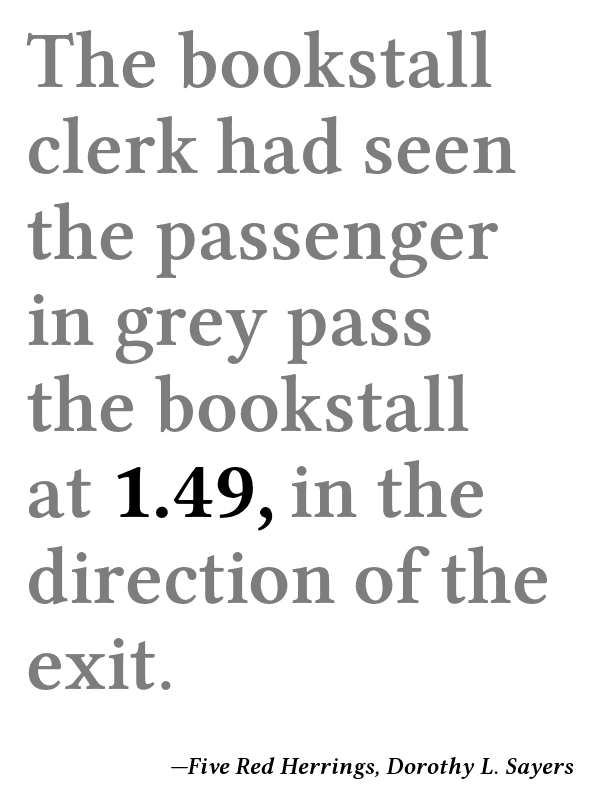 The bookstall
clerk had seen
the passenger
in grey pass
the bookstall
at 1.49, in the
direction of the
exit.
—Five Red Herrings, Dorothy L. Sayers